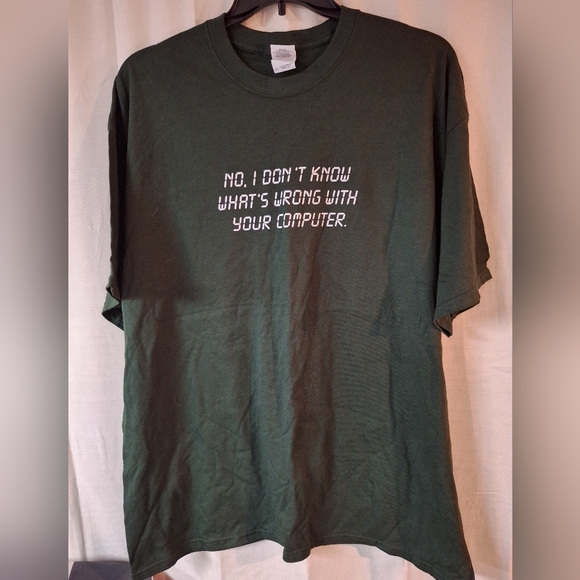 NO, I DON'T KNOW
WHAT'S WRONG WITH
YOUR COMPUTER.